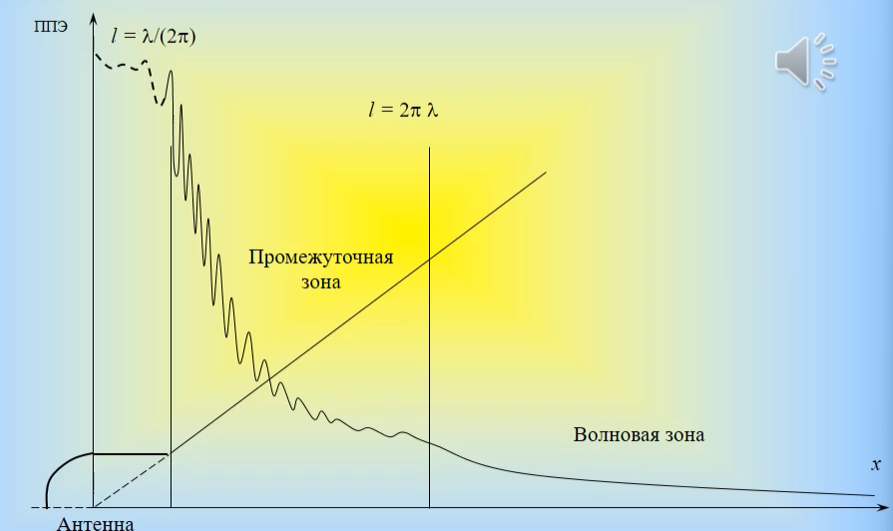 ППЭ
l = λ/(2π)
l = 2π λ
Промежуточная
зона
Волновая зона
x
Антенна